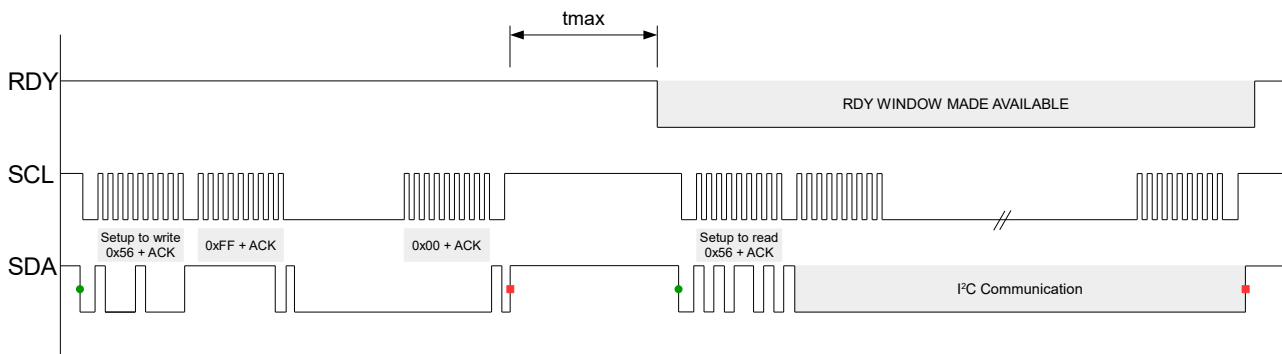 tmax
RDY
RDY WINDOW MADE AVAILABLE
SCL
Setup to write
0x56 + ACK
0xFF + ACK
0x00 + ACK
Setup to read
0x56 + ACK
SDA
I²C Communication